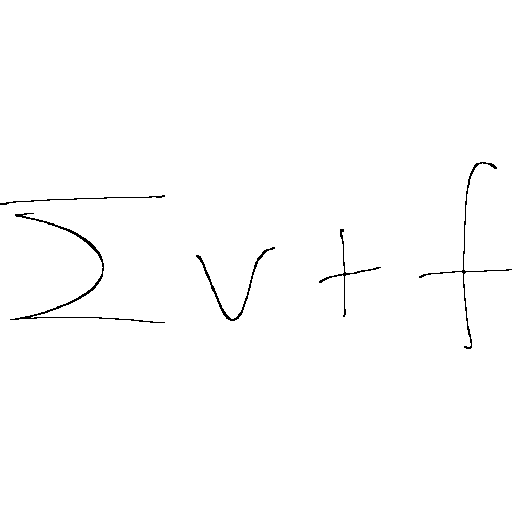 ∑ v + f